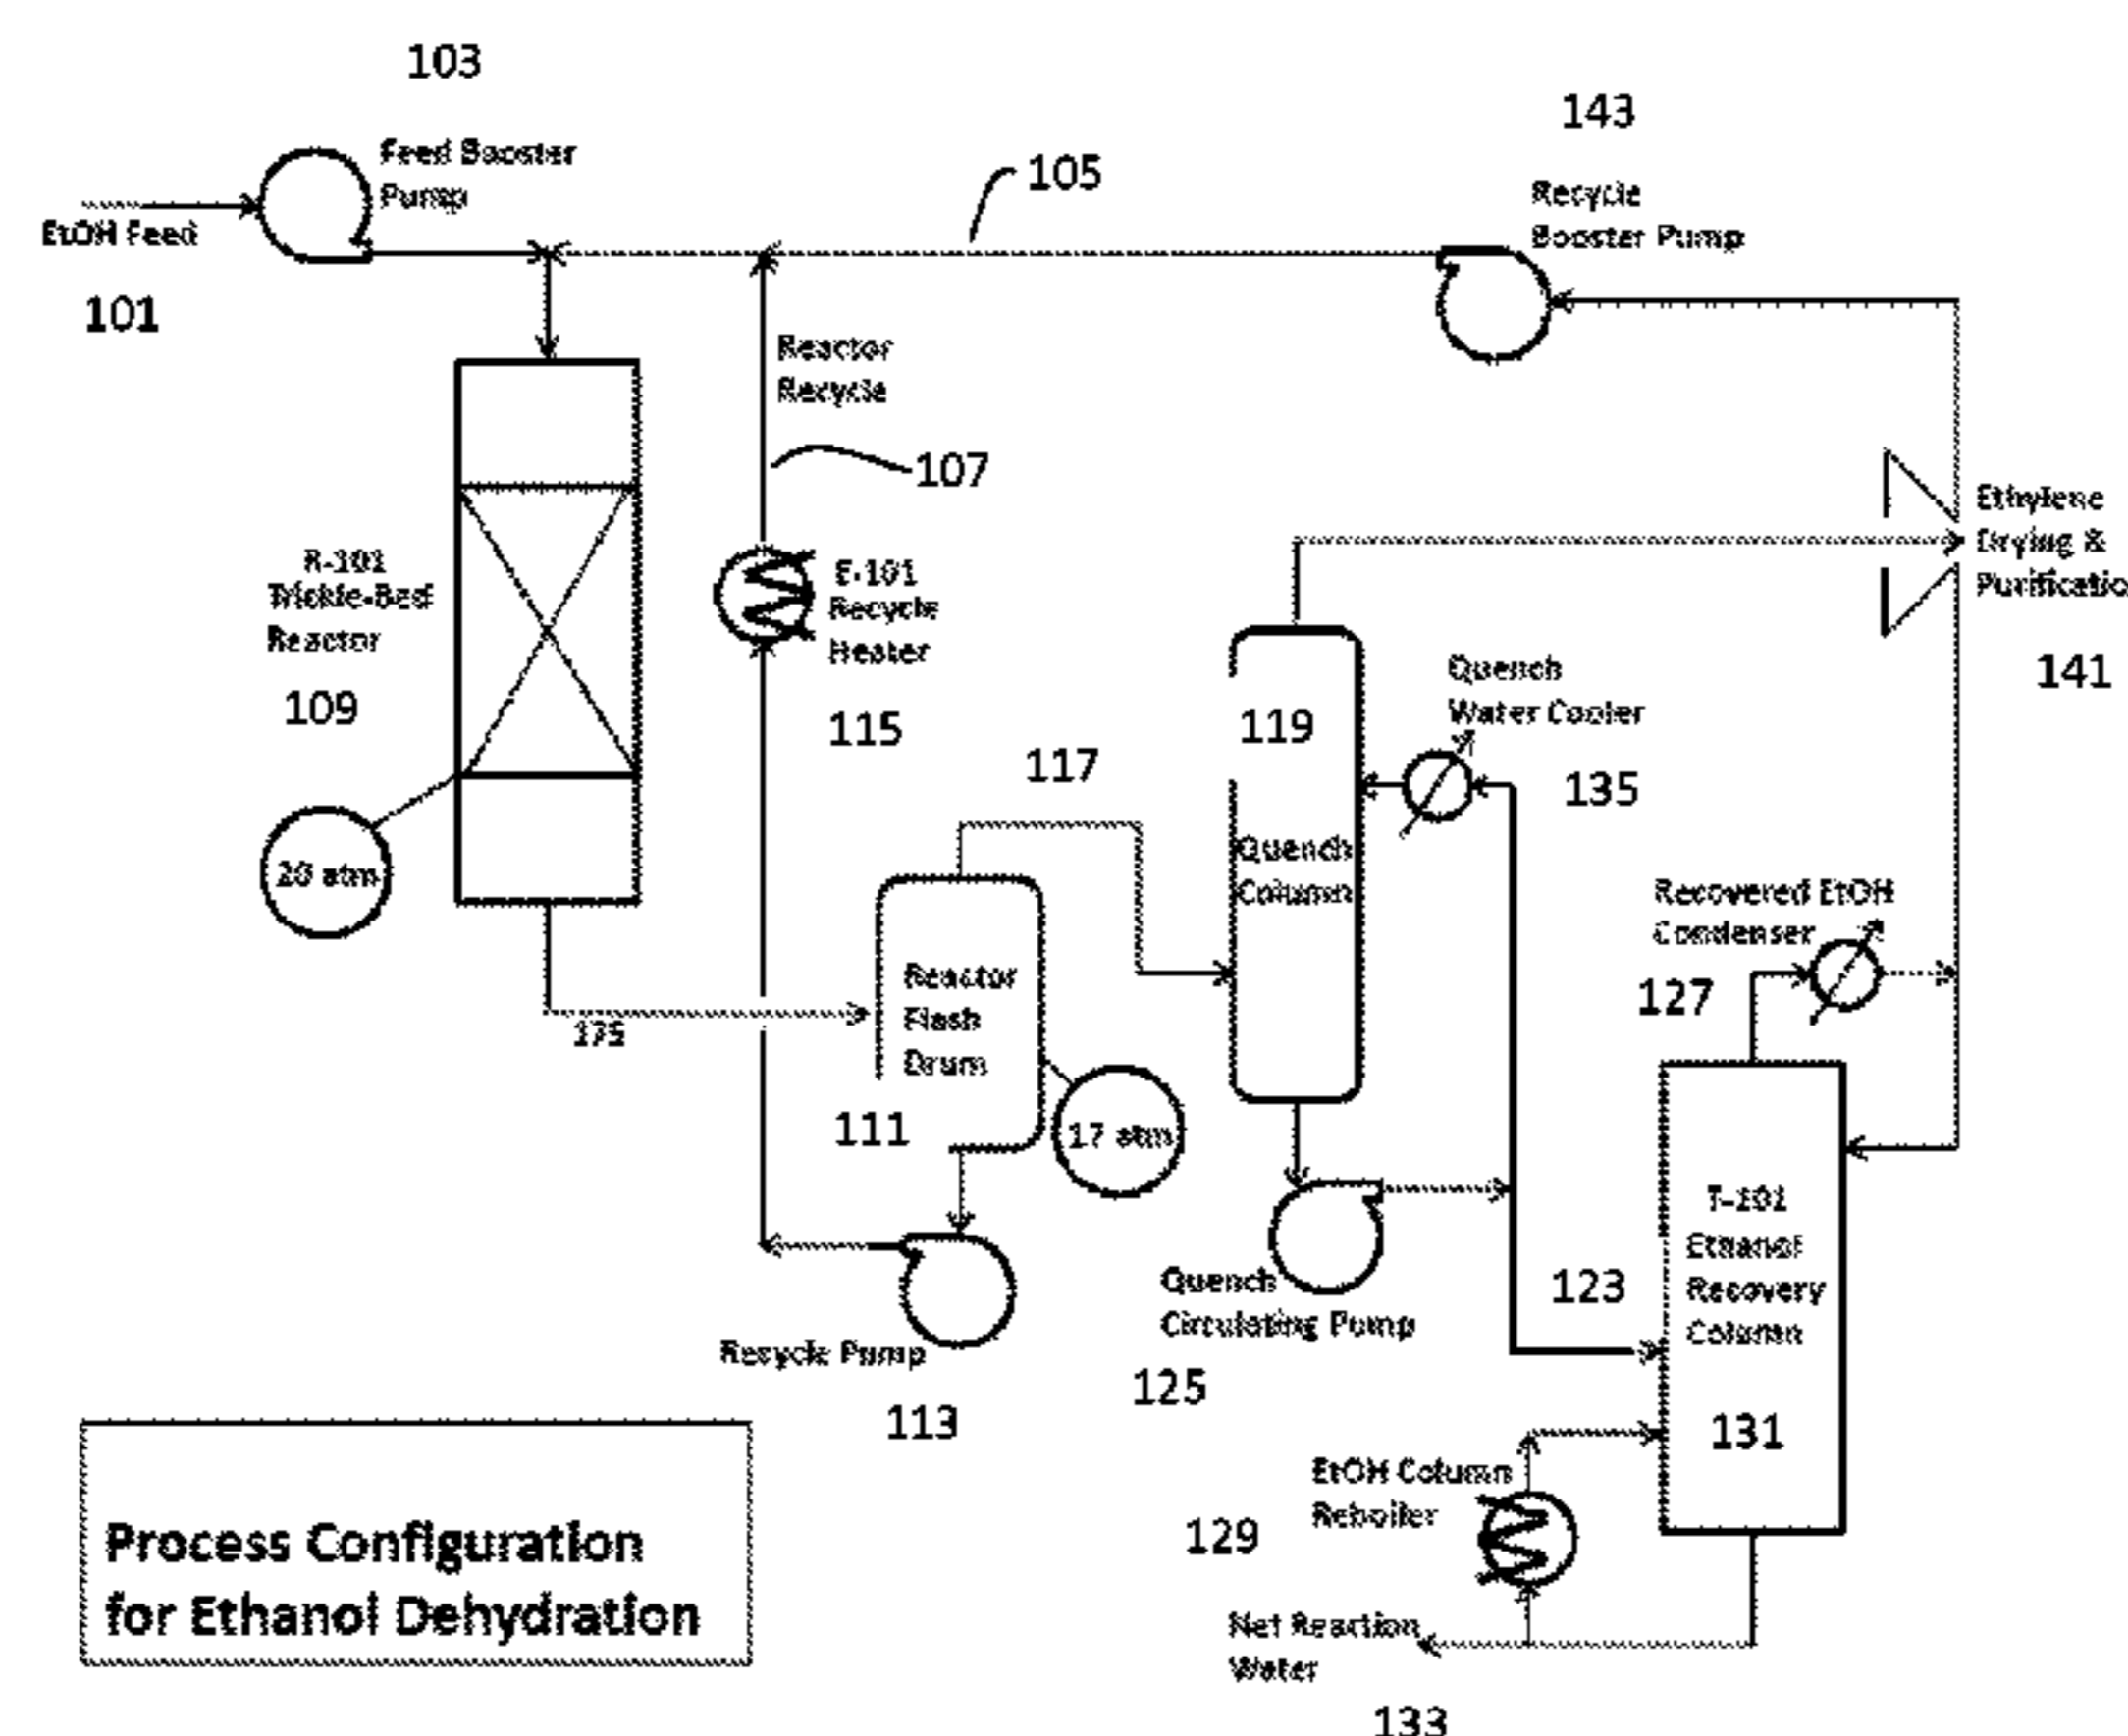 103
143
Feed Booster
Pump
105
Recycle
Booster Pump
EtOH Feed
101
Reactor
Recycle
107
Ethylene
Drying &
Purificatio
R-101
Trickle-Bed
Reactor
E-101
Recycle
Heater
Quench
Water Cooler
141
109
115
119
117
135
20 atm
Quench
Column
Recovered EtOH
Condenser
127
Reactor
Flash
Drum
175
111
17 atm
T-101
Ethanol
Recovery
Column
Quench
Circulating Pump
123
Recycle Pump
125
113
131
EtOH Column
Reboiler
129
Process Configuration
for Ethanol Dehydration
Net Reaction
Water
133